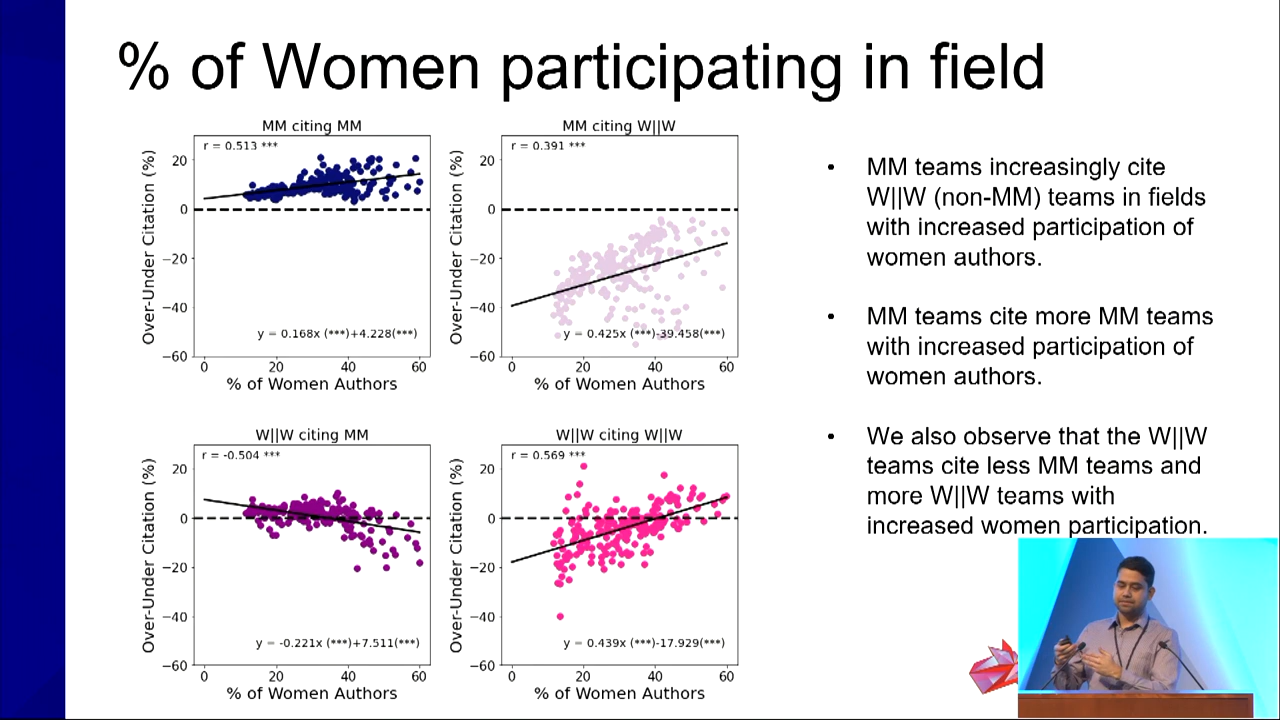 % of Women participating in field
MM citing MM
r = 0.513 ***
20
0
−20
−40
−60
Over-Under Citation (%)
y = 0.168x (***)+4.228(***)
0 20 40 60
% of Women Authors
MM citing W||W
r = 0.391 ***
20
0
−20
−40
−60
Over-Under Citation (%)
y = 0.425x (***)-39.458(***)
0 20 40 60
% of Women Authors
W||W citing MM
r = -0.504 ***
20
0
−20
−40
−60
Over-Under Citation (%)
y = -0.221x (***)+7.511(***)
0 20 40 60
% of Women Authors
W||W citing W||W
r = 0.569 ***
20
0
−20
−40
−60
Over-Under Citation (%)
y = 0.439x (***)-17.929(***)
0 20 40 60
% of Women Authors
• MM teams increasingly cite
W||W (non-MM) teams in fields
with increased participation of
women authors.
• MM teams cite more MM teams
with increased participation of
women authors.
• We also observe that the W||W
teams cite less MM teams and
more W||W teams with
increased women participation.